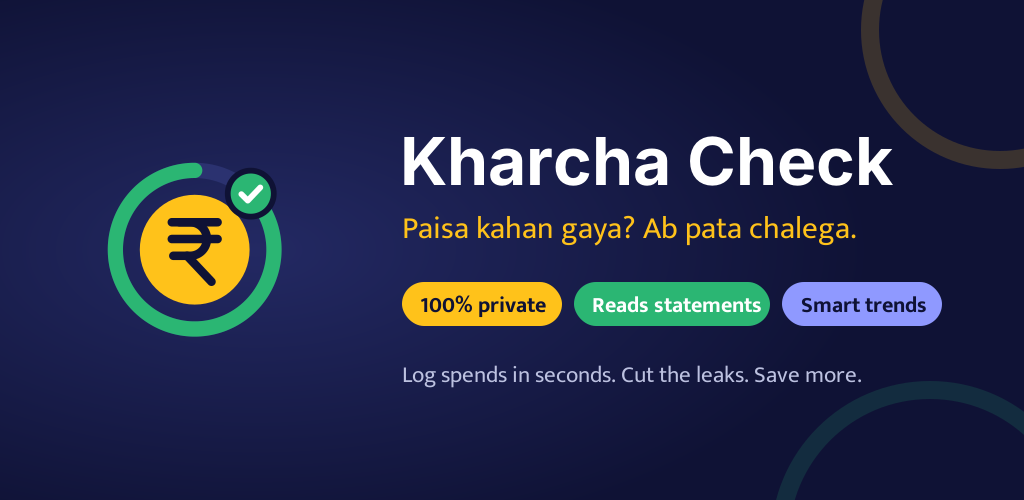 Kharcha Check
Paisa kahan gaya? Ab pata chalega.
100% private Reads statements Smart trends
Log spends in seconds. Cut the leaks. Save more.
₹